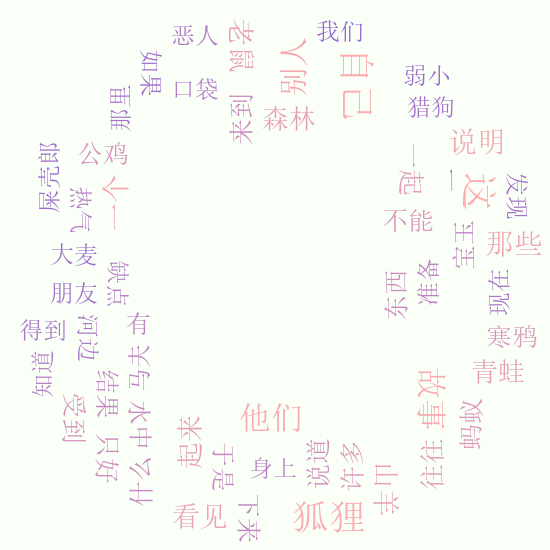 恶人
老鼠
别人
我们
自己
如果
口袋
来到
森林
弱小
猎狗
那里
说明
屎壳郎
公鸡
一起
一
这
发现
热气
一个
不能
宝玉
那些
大麦
缺点
东西
准备
现在
朋友
得到
河边
有
寒鸦
知道
马夫
青蛙
受到
结果
只好
水中
什么
他们
故事
蚂蚁
起来
于是
身上
说道
许多
山羊
往往
看见
下来
狐狸